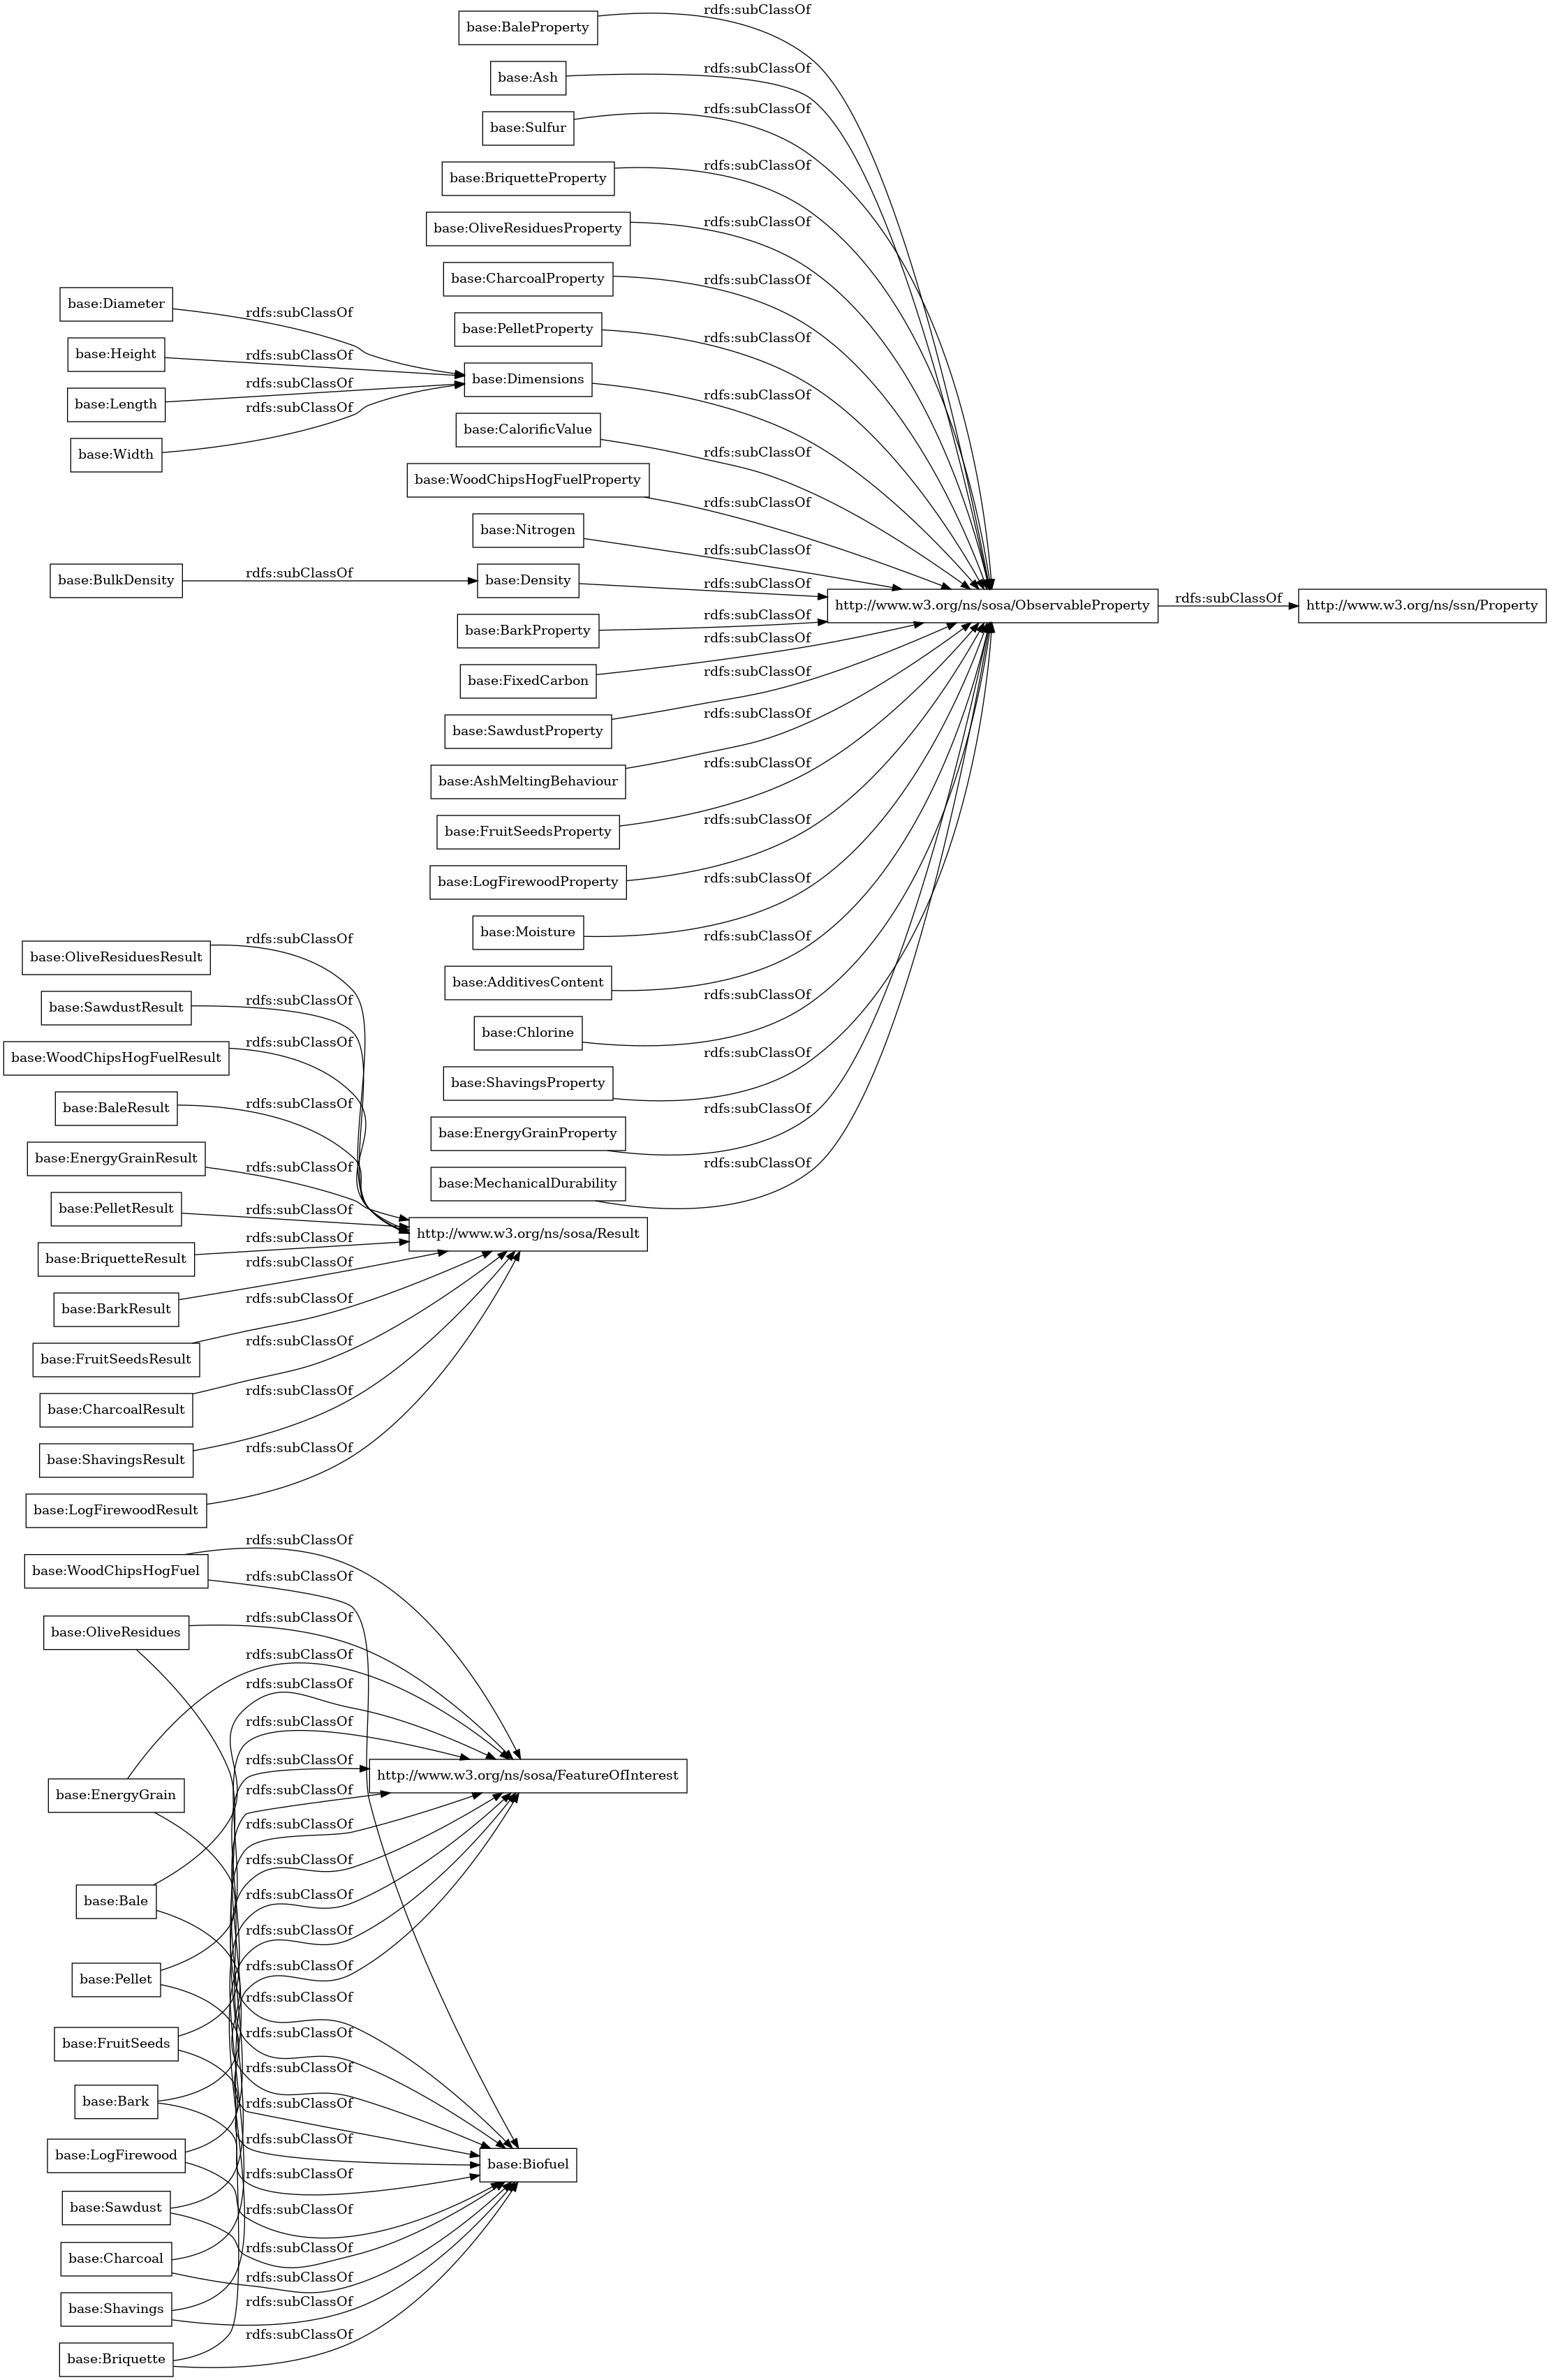 base:BaleProperty
rdfs:subClassOf
base:Ash
rdfs:subClassOf
base:Sulfur
rdfs:subClassOf
base:BriquetteProperty
rdfs:subClassOf
base:OliveResiduesProperty
rdfs:subClassOf
base:CharcoalProperty
rdfs:subClassOf
base:PelletProperty
rdfs:subClassOf
base:Diameter
rdfs:subClassOf
base:Height
rdfs:subClassOf
base:Length
rdfs:subClassOf
base:Width
rdfs:subClassOf
base:Dimensions
rdfs:subClassOf
base:CalorificValue
rdfs:subClassOf
base:WoodChipsHogFuelProperty
rdfs:subClassOf
base:Nitrogen
rdfs:subClassOf
base:BulkDensity
rdfs:subClassOf
base:Density
rdfs:subClassOf
http://www.w3.org/ns/sosa/ObservableProperty
rdfs:subClassOf
http://www.w3.org/ns/ssn/Property
base:BarkProperty
rdfs:subClassOf
base:FixedCarbon
rdfs:subClassOf
base:SawdustProperty
rdfs:subClassOf
base:AshMeltingBehaviour
rdfs:subClassOf
base:FruitSeedsProperty
rdfs:subClassOf
base:LogFirewoodProperty
rdfs:subClassOf
base:Moisture
rdfs:subClassOf
base:AdditivesContent
rdfs:subClassOf
base:Chlorine
rdfs:subClassOf
base:ShavingsProperty
rdfs:subClassOf
base:EnergyGrainProperty
rdfs:subClassOf
base:MechanicalDurability
rdfs:subClassOf
base:OliveResiduesResult
rdfs:subClassOf
base:SawdustResult
rdfs:subClassOf
base:WoodChipsHogFuelResult
rdfs:subClassOf
base:BaleResult
rdfs:subClassOf
base:EnergyGrainResult
rdfs:subClassOf
base:PelletResult
rdfs:subClassOf
http://www.w3.org/ns/sosa/Result
base:BriquetteResult
rdfs:subClassOf
base:BarkResult
rdfs:subClassOf
base:FruitSeedsResult
rdfs:subClassOf
base:CharcoalResult
rdfs:subClassOf
base:ShavingsResult
rdfs:subClassOf
base:LogFirewoodResult
rdfs:subClassOf
base:WoodChipsHogFuel
rdfs:subClassOf
rdfs:subClassOf
base:OliveResidues
rdfs:subClassOf
rdfs:subClassOf
rdfs:subClassOf
rdfs:subClassOf
rdfs:subClassOf
http://www.w3.org/ns/sosa/FeatureOfInterest
base:EnergyGrain
rdfs:subClassOf
rdfs:subClassOf
rdfs:subClassOf
base:Bale
rdfs:subClassOf
rdfs:subClassOf
rdfs:subClassOf
base:Pellet
rdfs:subClassOf
rdfs:subClassOf
base:FruitSeeds
rdfs:subClassOf
base:Bark
rdfs:subClassOf
rdfs:subClassOf
base:LogFirewood
base:Biofuel
rdfs:subClassOf
base:Sawdust
rdfs:subClassOf
rdfs:subClassOf
base:Charcoal
rdfs:subClassOf
base:Shavings
rdfs:subClassOf
rdfs:subClassOf
base:Briquette